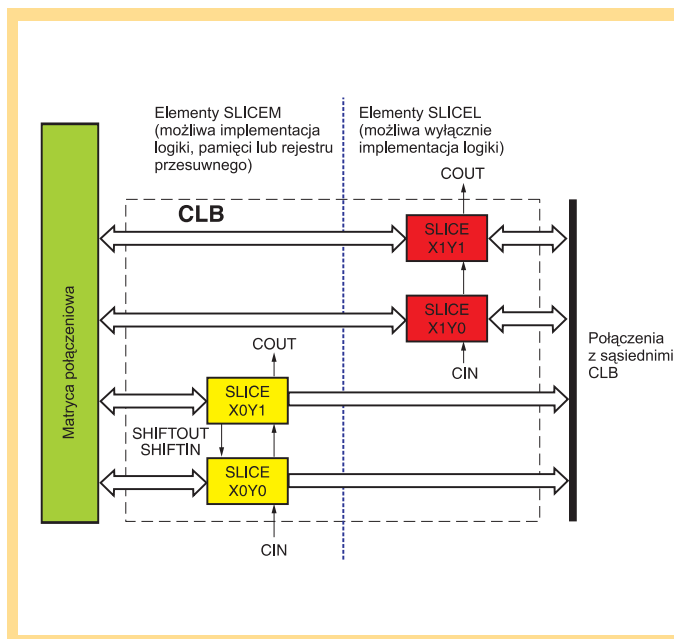 Elementy SLICEM
(możliwa implementacja
logiki, pamięci lub rejestru
przesuwnego)
Elementy SLICEL
(możliwa wyłącznie
implementacja logiki)
COUT
CLB
SLICE
X1Y1
SLICE
X1Y0
CIN
COUT
SLICE
X0Y1
SHIFTOUT
SHIFTIN
SLICE
X0Y0
CIN
Matryca połączeniowa
Połączenia
z sąsiednimi
CLB